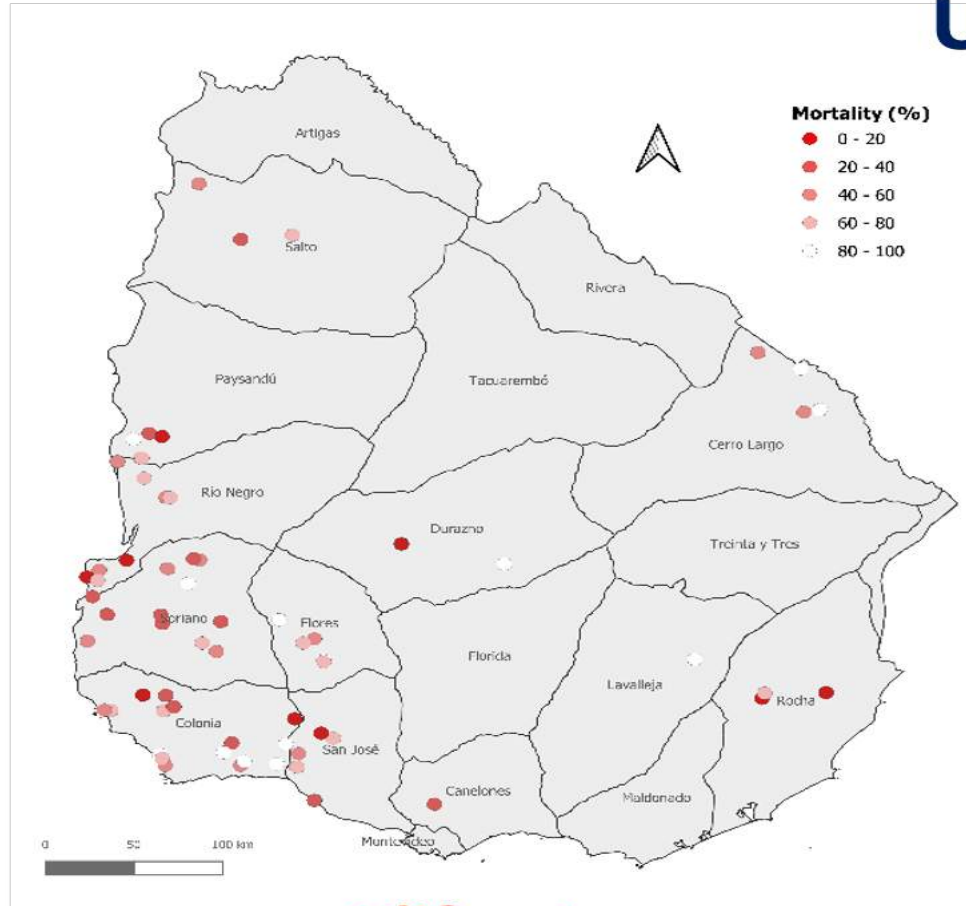 U
Mortality (%)
0 - 20
20 - 40
40 - 60
60 - 80
80 - 100
Artigas
Salto
Rivera
Paysandú
Tacuarembó
Cerro Largo
Río Negro
Durazno
Treinta y Tres
Soriano
Flores
Florida
Lavalleja
Rocha
Colonia
San José
Canelones
Maldonado
Montevideo
0 50 100 km